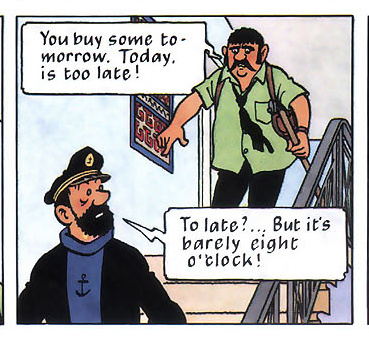 You buy some to-
morrow. Today,
is too late!
To late?... But it's
barely eight
o'clock!